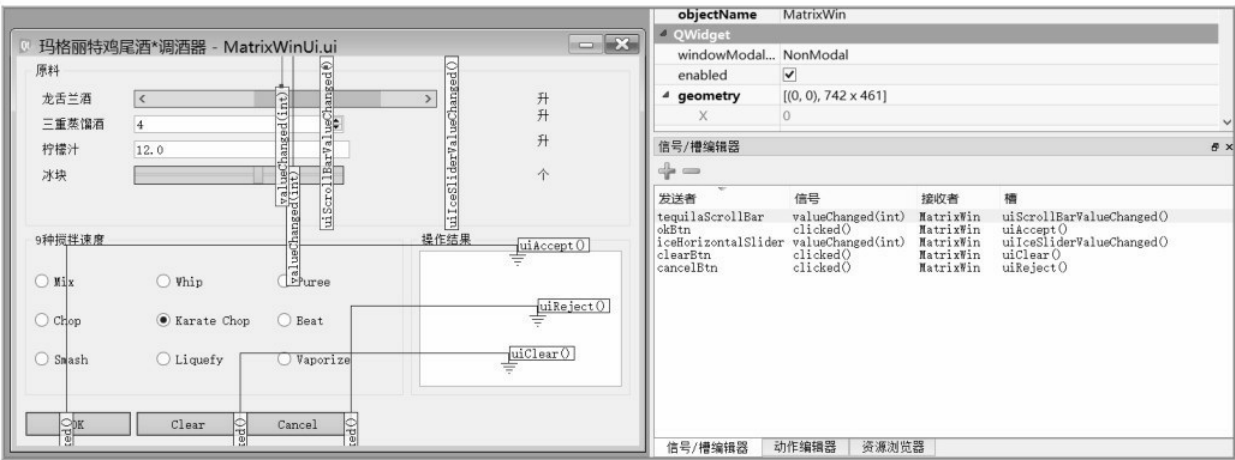 玛格丽特鸡尾酒*调酒器 - MatrixWinUi.ui
原料
龙舌兰酒
升
三重蒸馏酒
4
升
柠檬汁
12.0
升
冰块
个
valueChanged(int)
valueChanged(int)
uiScrollBarValueChanged()
uiIceSliderValueChanged()
9种搅拌速度
操作结果
uiAccept()
Mix
Whip
Puree
uiReject()
Chop
Karate Chop
Beat
uiClear()
Smash
Liquefy
Vaporize
OK
Clear
Cancel
objectName MatrixWin
QWidget
windowModal... NonModal
enabled
geometry [(0, 0), 742 x 461]
X 0
信号/槽编辑器
发送者 信号 接收者 槽
tequilaScrollBar valueChanged(int) MatrixWin uiScrollBarValueChanged()
okBtn clicked() MatrixWin uiAccept()
iceHorizontalSlider valueChanged(int) MatrixWin uiIceSliderValueChanged()
clearBtn clicked() MatrixWin uiClear()
cancelBtn clicked() MatrixWin uiReject()
信号/槽编辑器 动作编辑器 资源浏览器